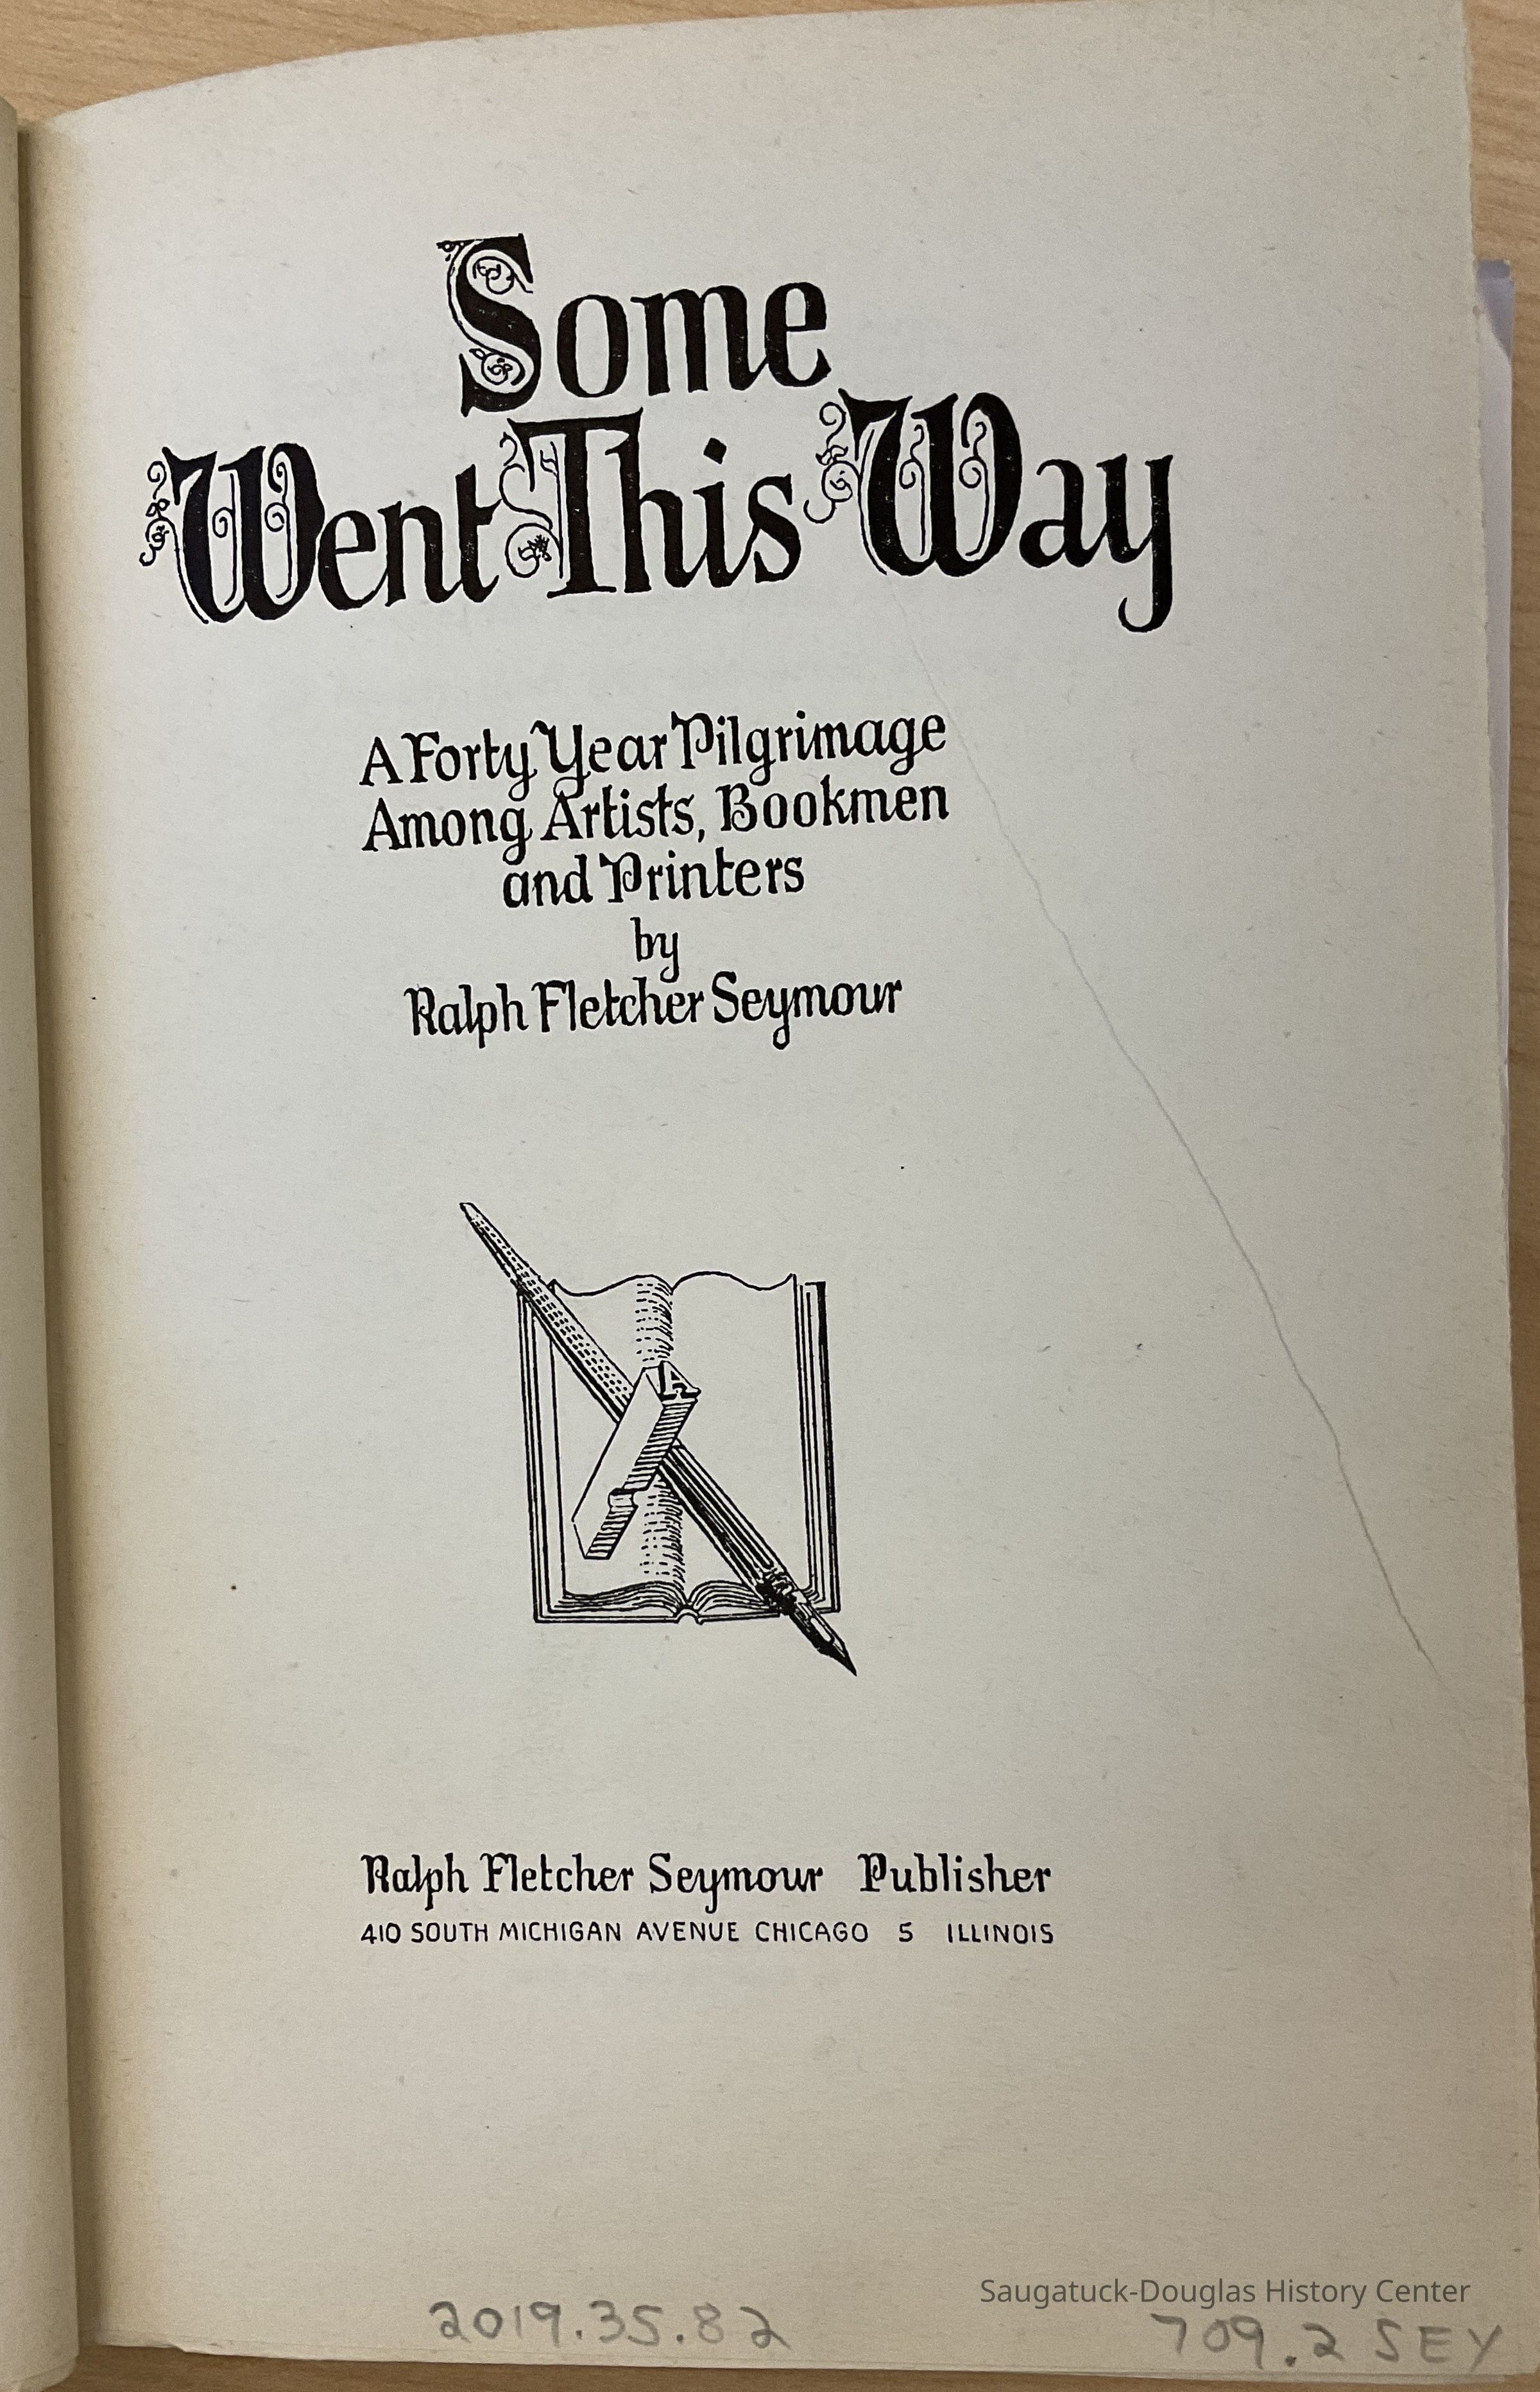 Some
Went This Way
A Forty Year Pilgrimage
Among Artists, Bookmen
and Printers
by
Ralph Fletcher Seymour
A
Ralph Fletcher Seymour Publisher
410 SOUTH MICHIGAN AVENUE CHICAGO 5 ILLINOIS
Saugatuck-Douglas History Center
2019.35.82
709.2 SEY